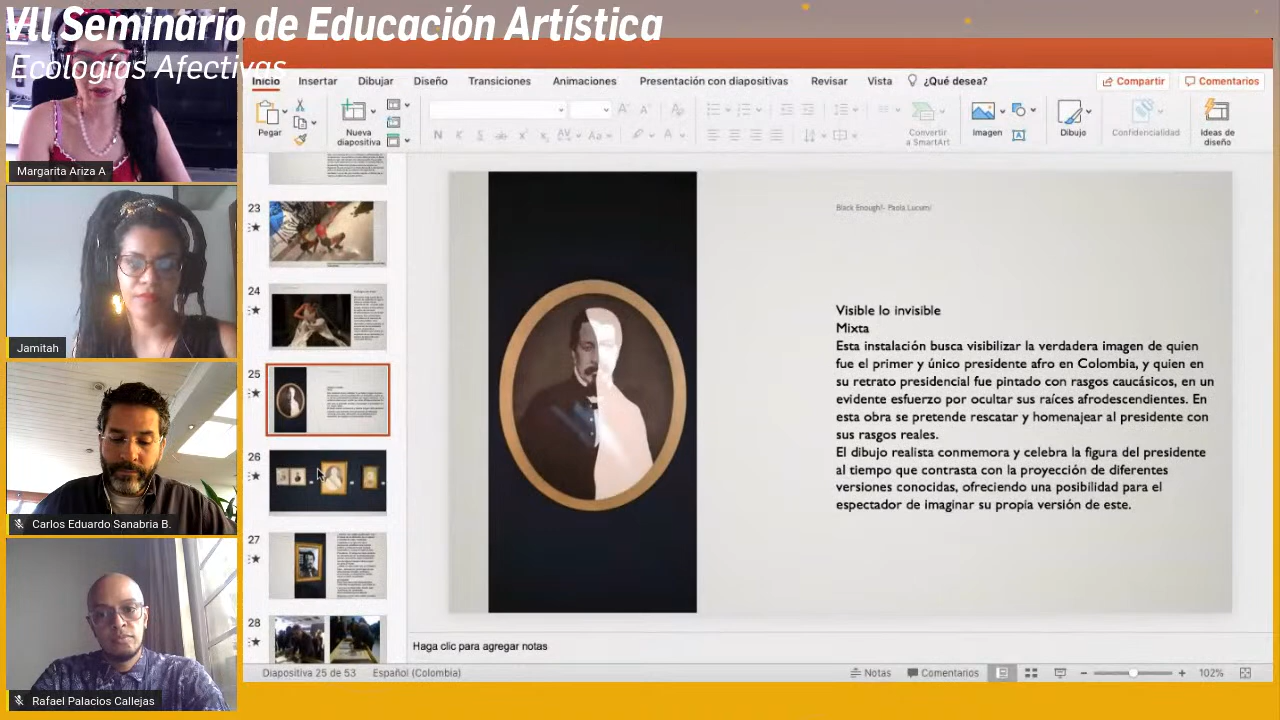 VII Seminario de Educación Artística
Ecologías Afectivas
Inicio Insertar Dibujar Diseño Transiciones Animaciones Presentación con diapositivas Revisar Vista ¿Qué desea? Compartir Comentarios
Pegar
Nueva
diapositiva
N K S ab x² x₂ AV Aa A
Convertir
a SmartArt
Imagen
Dibujo
Confidencialidad
Ideas de
diseño
Margarita Ariza A
Jamitah
Carlos Eduardo Sanabria B.
Rafael Palacios Callejas
23
24
25
26
27
28
Black Enough!- Paola Lucumí
Visible lo invisible
Mixta
Esta instalación busca visibilizar la verdadera imagen de quien
fue el primer y único presidente afro en Colombia, y quien en
su retrato presidencial fue pintado con rasgos caucásicos, en un
evidente esfuerzo por ocultar sus raíces afrodescendientes. En
esta obra se pretende rescatar y homenajear al presidente con
sus rasgos reales.
El dibujo realista conmemora y celebra la figura del presidente
al tiempo que contrasta con la proyección de diferentes
versiones conocidas, ofreciendo una posibilidad para el
espectador de imaginar su propia versión de este.
Haga clic para agregar notas
Diapositiva 25 de 53 Español (Colombia) Notas Comentarios 102%